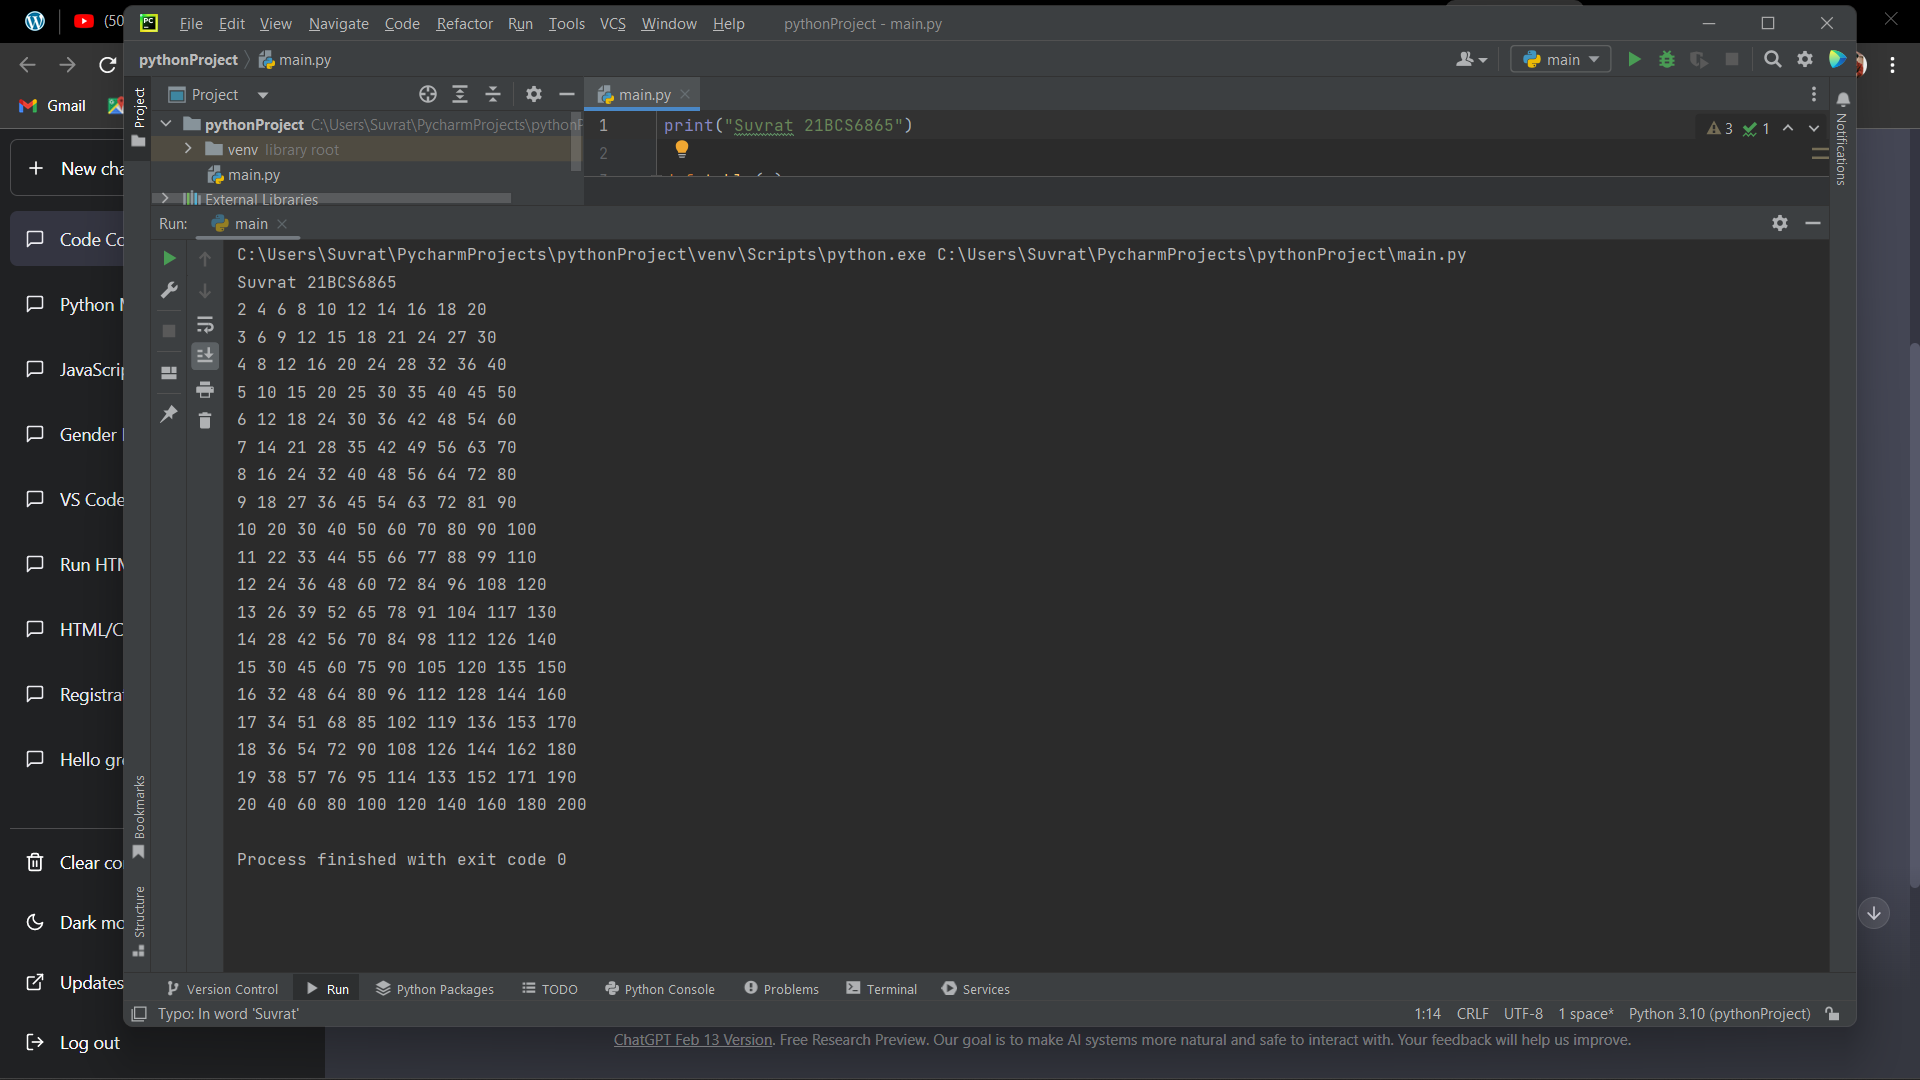 (50
File Edit View Navigate Code Refactor Run Tools VCS Window Help pythonProject - main.py
pythonProject main.py main
Gmail
Project
Project
main.py
pythonProject C:\Users\Suvrat\PycharmProjects\python
venv library root
main.py
External Libraries
1 print("Suvrat 21BCS6865")
2
3 1
Notifications
Run: main
C:\Users\Suvrat\PycharmProjects\pythonProject\venv\Scripts\python.exe C:\Users\Suvrat\PycharmProjects\pythonProject\main.py
Suvrat 21BCS6865
2 4 6 8 10 12 14 16 18 20
3 6 9 12 15 18 21 24 27 30
4 8 12 16 20 24 28 32 36 40
5 10 15 20 25 30 35 40 45 50
6 12 18 24 30 36 42 48 54 60
7 14 21 28 35 42 49 56 63 70
8 16 24 32 40 48 56 64 72 80
9 18 27 36 45 54 63 72 81 90
10 20 30 40 50 60 70 80 90 100
11 22 33 44 55 66 77 88 99 110
12 24 36 48 60 72 84 96 108 120
13 26 39 52 65 78 91 104 117 130
14 28 42 56 70 84 98 112 126 140
15 30 45 60 75 90 105 120 135 150
16 32 48 64 80 96 112 128 144 160
17 34 51 68 85 102 119 136 153 170
18 36 54 72 90 108 126 144 162 180
19 38 57 76 95 114 133 152 171 190
20 40 60 80 100 120 140 160 180 200
Process finished with exit code 0
New cha
Code Co
Python
JavaScrip
Gender
VS Code
Run HTM
HTML/C
Registrat
Hello gre
Clear co
Dark mo
Updates
Log out
Bookmarks
Structure
Version Control Run Python Packages TODO Python Console Problems Terminal Services
Typo: In word 'Suvrat' 1:14 CRLF UTF-8 1 space* Python 3.10 (pythonProject)
ChatGPT Feb 13 Version. Free Research Preview. Our goal is to make AI systems more natural and safe to interact with. Your feedback will help us improve.